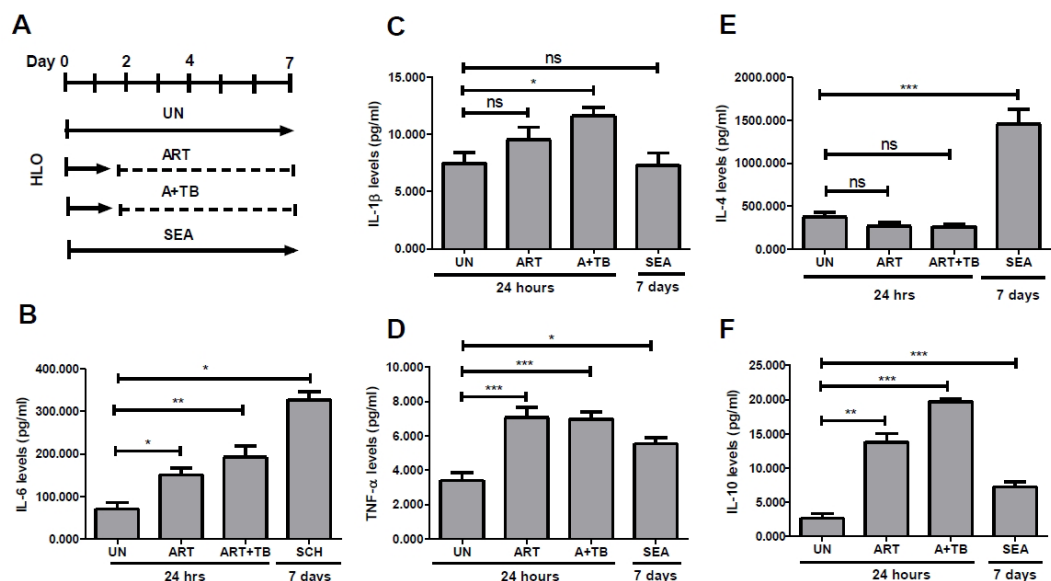 A
Day 0 2 4 7
UN
ART
A+TB
SEA
HLO
B
IL-6 levels (pg/ml)
400.000
300.000
200.000
100.000
0.000
*
**
*
UN ART ART+TB SCH
24 hrs 7 days
C
IL-1β levels (pg/ml)
15.000
10.000
5.000
0.000
ns
*
ns
UN ART A+TB SEA
24 hours 7 days
D
TNF-α levels (pg/ml)
10.000
8.000
6.000
4.000
2.000
0.000
*
***
***
UN ART A+TB SEA
24 hours 7 days
E
IL-4 levels (pg/ml)
2000.000
1500.000
1000.000
500.000
0.000
***
ns
ns
UN ART ART+TB SEA
24 hrs 7 days
F
IL-10 levels (pg/ml)
25.000
20.000
15.000
10.000
5.000
0.000
***
***
**
UN ART A+TB SEA
24 hours 7 days